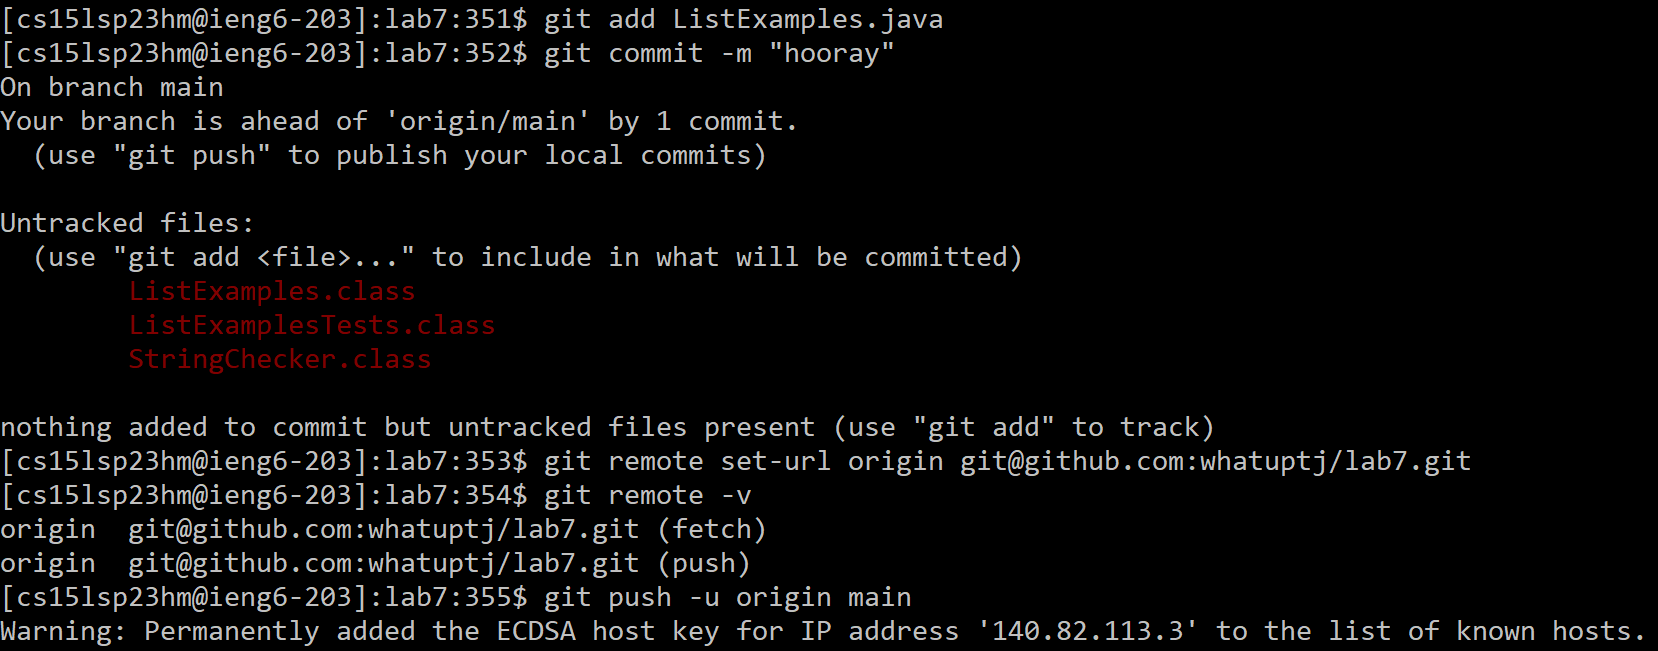 [cs15lsp23hm@ieng6-203]:lab7:351$ git add ListExamples.java
[cs15lsp23hm@ieng6-203]:lab7:352$ git commit -m "hooray"
On branch main
Your branch is ahead of 'origin/main' by 1 commit.
  (use "git push" to publish your local commits)

Untracked files:
  (use "git add <file>..." to include in what will be committed)
        ListExamples.class
        ListExamplesTests.class
        StringChecker.class

nothing added to commit but untracked files present (use "git add" to track)
[cs15lsp23hm@ieng6-203]:lab7:353$ git remote set-url origin git@github.com:whatuptj/lab7.git
[cs15lsp23hm@ieng6-203]:lab7:354$ git remote -v
origin  git@github.com:whatuptj/lab7.git (fetch)
origin  git@github.com:whatuptj/lab7.git (push)
[cs15lsp23hm@ieng6-203]:lab7:355$ git push -u origin main
Warning: Permanently added the ECDSA host key for IP address '140.82.113.3' to the list of known hosts.